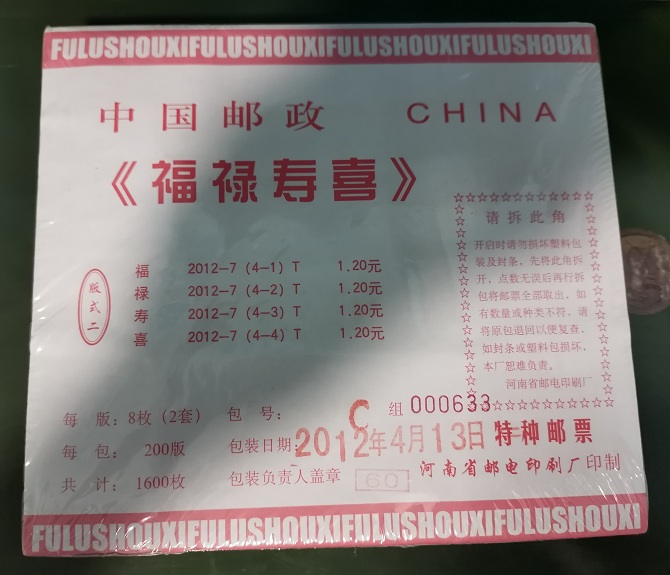 FULUSHOUXIFULUSHOUXIFULUSHOUXIFULUSHOUXI
中国邮政 CHINA
《福禄寿喜》
版式二
福 2012-7 (4-1) T 1.20元
禄 2012-7 (4-2) T 1.20元
寿 2012-7 (4-3) T 1.20元
喜 2012-7 (4-4) T 1.20元
请拆此角
开启时请勿损坏塑料包
装及封条，先将此角拆
开，点数无误后再行拆
包将邮票全部取出，如
有数量或种类不符，请
将原包退回以便复查，
如封条或塑料包损坏，
本厂恕难负责。
河南省邮电印刷厂
每 版：8枚（2套） 包 号： C 组 000633
每 包： 200版 包装日期：2012年4月13日 特种邮票
共 计： 1600枚 包装负责人盖章 60 河南省邮电印刷厂印制
FULUSHOUXIFULUSHOUXIFULUSHOUXIFULUSHOUXI